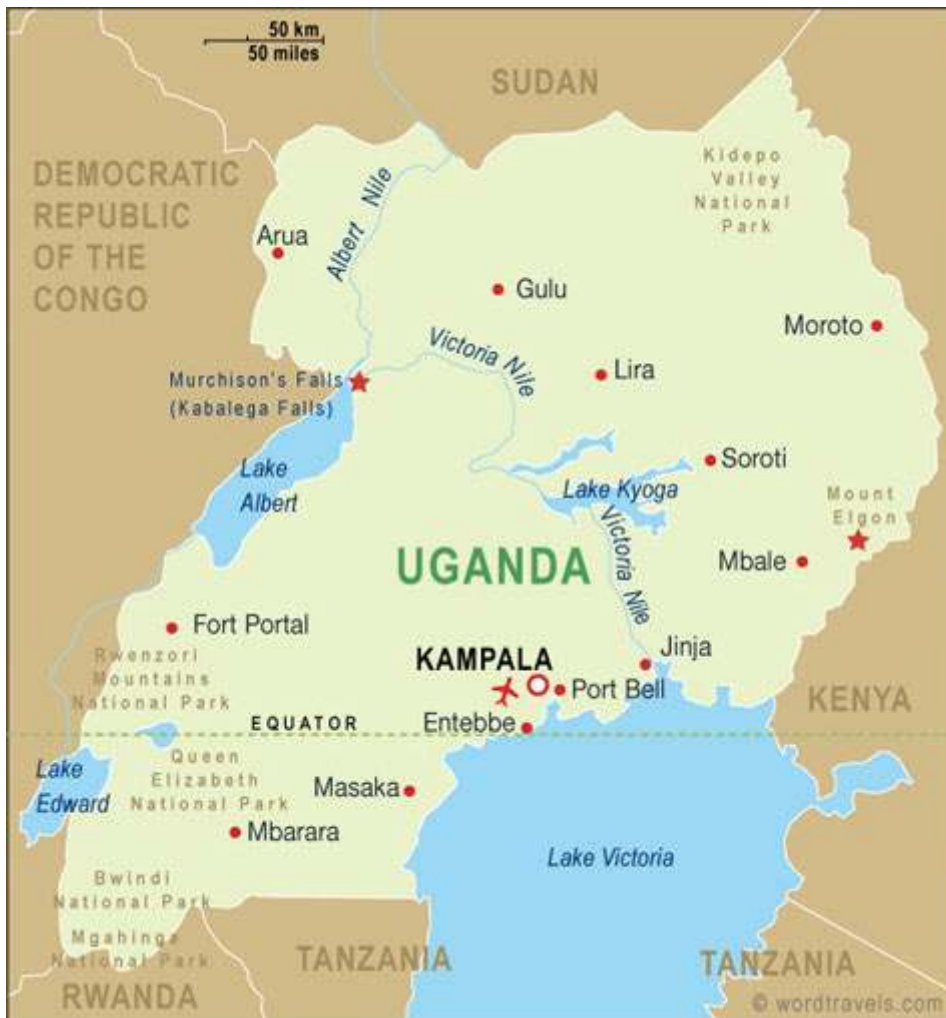 50 km
50 miles
SUDAN
DEMOCRATIC
REPUBLIC
OF THE
CONGO
Kidepo
Valley
National
Park
Albert Nile
Arua
Gulu
Moroto
Victoria Nile
Lira
Murchison's Falls
(Kabalega Falls)
Soroti
Lake
Albert
Lake Kyoga
Mount
Elgon
Victoria Nile
UGANDA
Mbale
Fort Portal
Jinja
Rwenzori
Mountains
National Park
KAMPALA
Port Bell
KENYA
EQUATOR
Entebbe
Lake
Edward
Queen
Elizabeth
National Park
Masaka
Mbarara
Lake Victoria
Bwindi
National Park
Mgahinga
National Park
TANZANIA
TANZANIA
RWANDA
© wordtravels.com